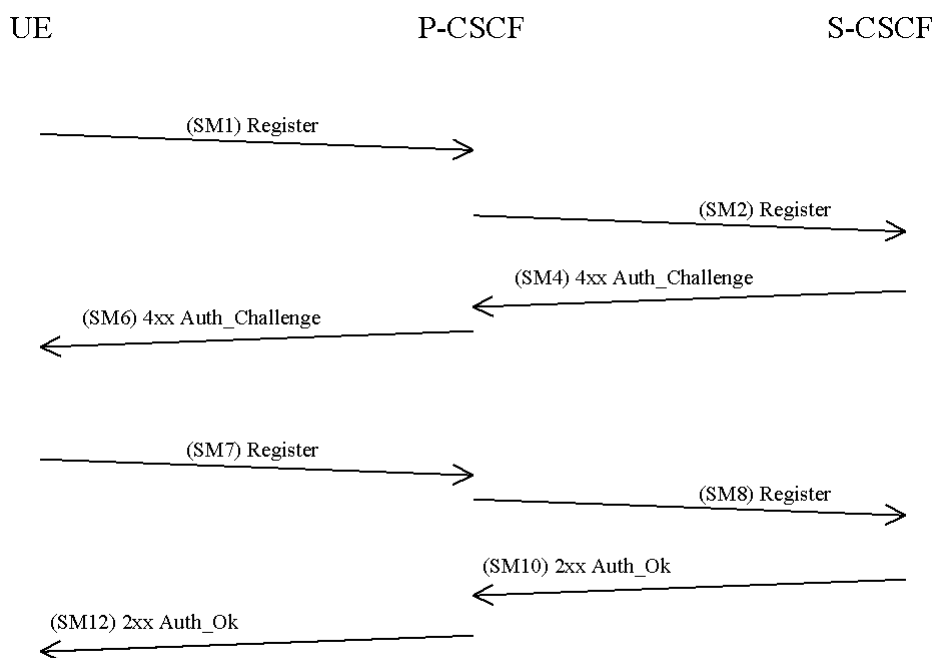 UE P-CSCF S-CSCF
(SM1) Register
(SM2) Register
(SM4) 4xx Auth_Challenge
(SM6) 4xx Auth_Challenge
(SM7) Register
(SM8) Register
(SM10) 2xx Auth_Ok
(SM12) 2xx Auth_Ok